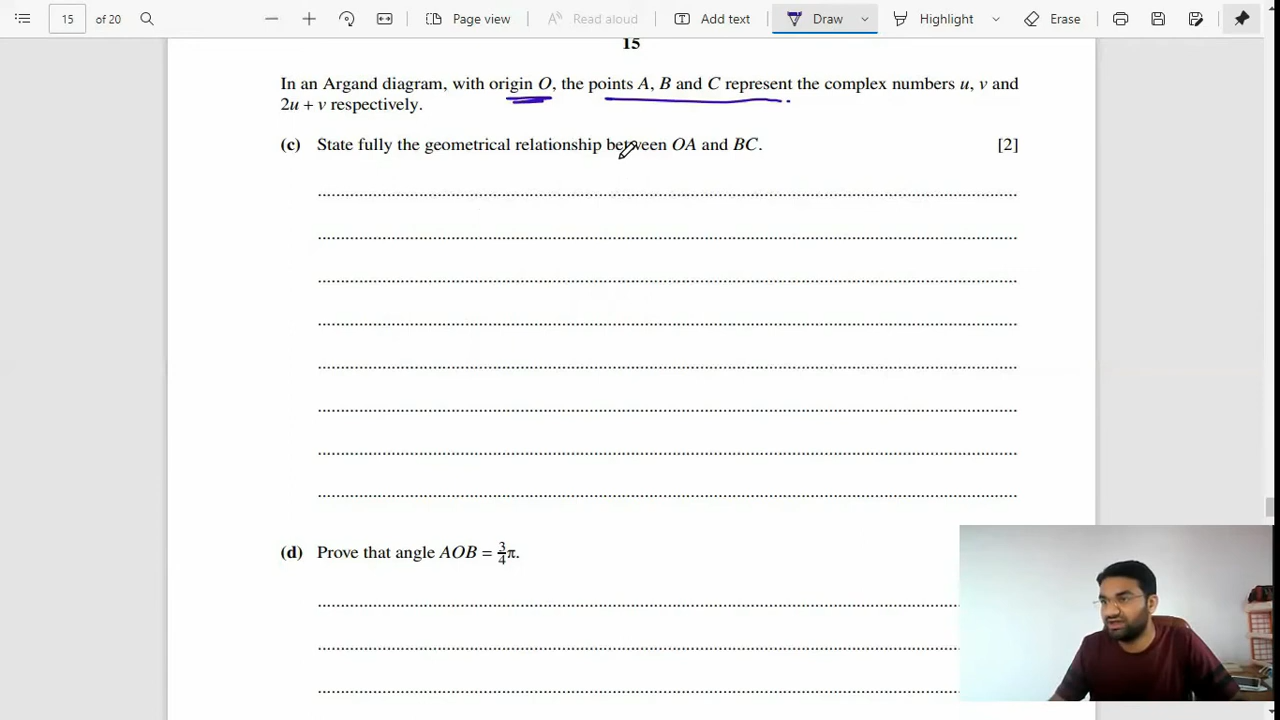 15 of 20 Page view Read aloud Add text Draw Highlight Erase
15
In an Argand diagram, with origin O, the points A, B and C represent the complex numbers u, v and
2u + v respectively.
(c) State fully the geometrical relationship between OA and BC. [2]
(d) Prove that angle AOB = 3/4 π.